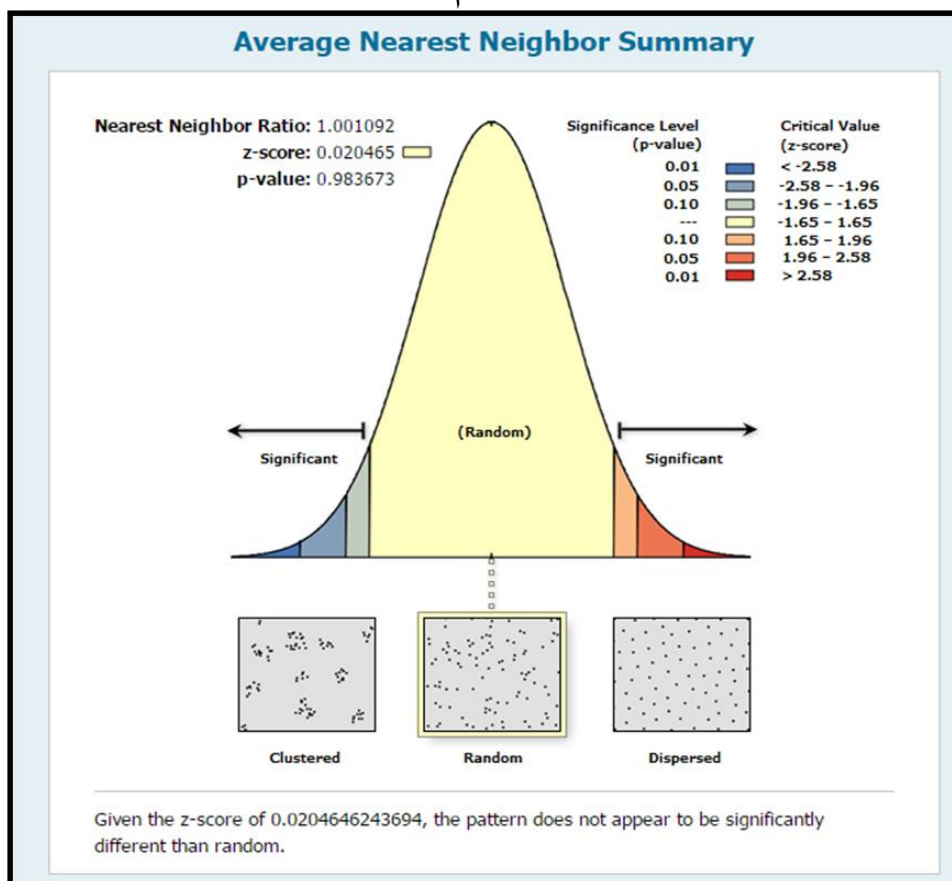 Average Nearest Neighbor Summary
Nearest Neighbor Ratio: 1.001092
z-score: 0.020465
p-value: 0.983673
Significance Level
(p-value)
Critical Value
(z-score)
0.01 < -2.58
0.05 -2.58 – -1.96
0.10 -1.96 – -1.65
--- -1.65 – 1.65
0.10 1.65 – 1.96
0.05 1.96 – 2.58
0.01 > 2.58
(Random)
Significant
Significant
Clustered
Random
Dispersed
Given the z-score of 0.0204646243694, the pattern does not appear to be significantly
different than random.